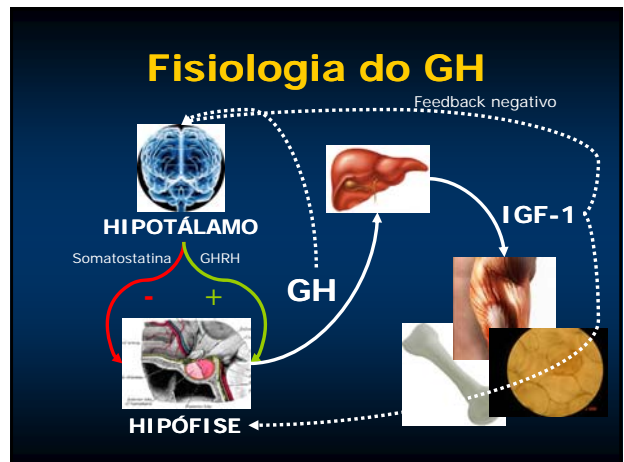 Fisiologia do GH
Feedback negativo
HIPOTÁLAMO
IGF-1
Somatostatina
GHRH
- +
GH
HIPÓFISE